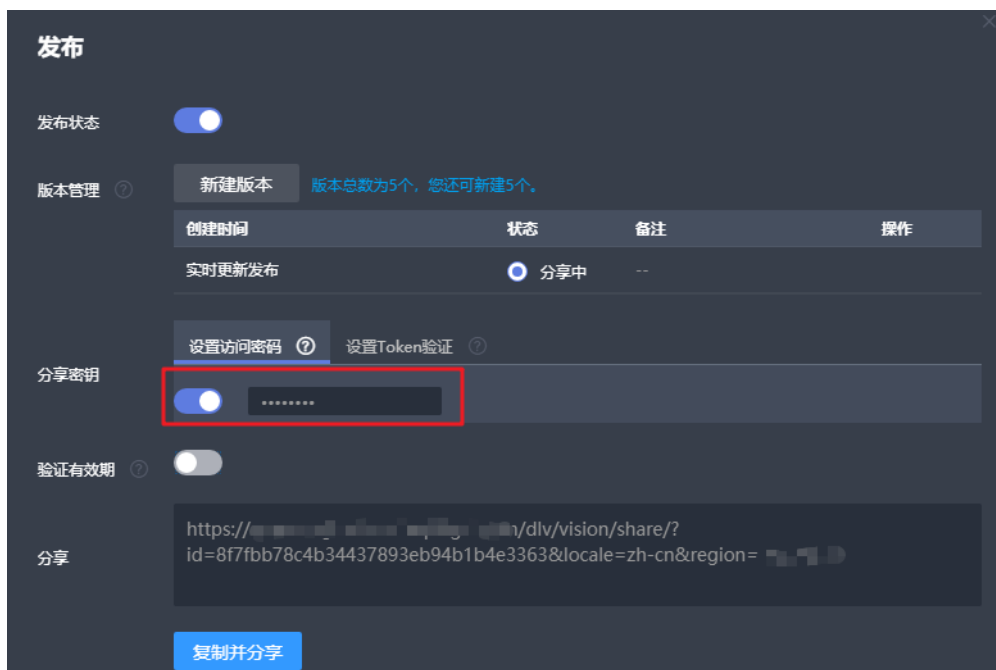 发布
发布状态
版本管理 ?
新建版本 版本总数为5个，您还可新建5个。
创建时间 状态 备注 操作
实时更新发布 分享中 --
设置访问密码 ? 设置Token验证 ?
分享密钥
········
验证有效期 ?
https:// /dlv/vision/share/?
id=8f7fbb78c4b34437893eb94b1b4e3363&locale=zh-cn&region=
分享
复制并分享